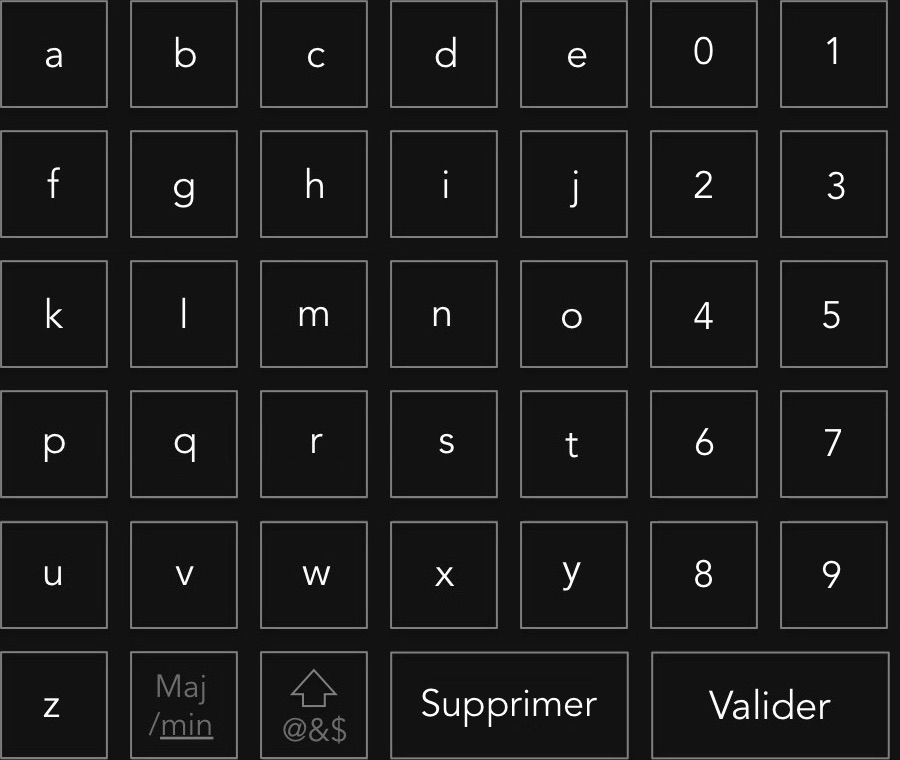 a b c d e 0 1
f g h i j 2 3
k l m n o 4 5
p q r s t 6 7
u v w x y 8 9
z Maj /min @&$ Supprimer Valider